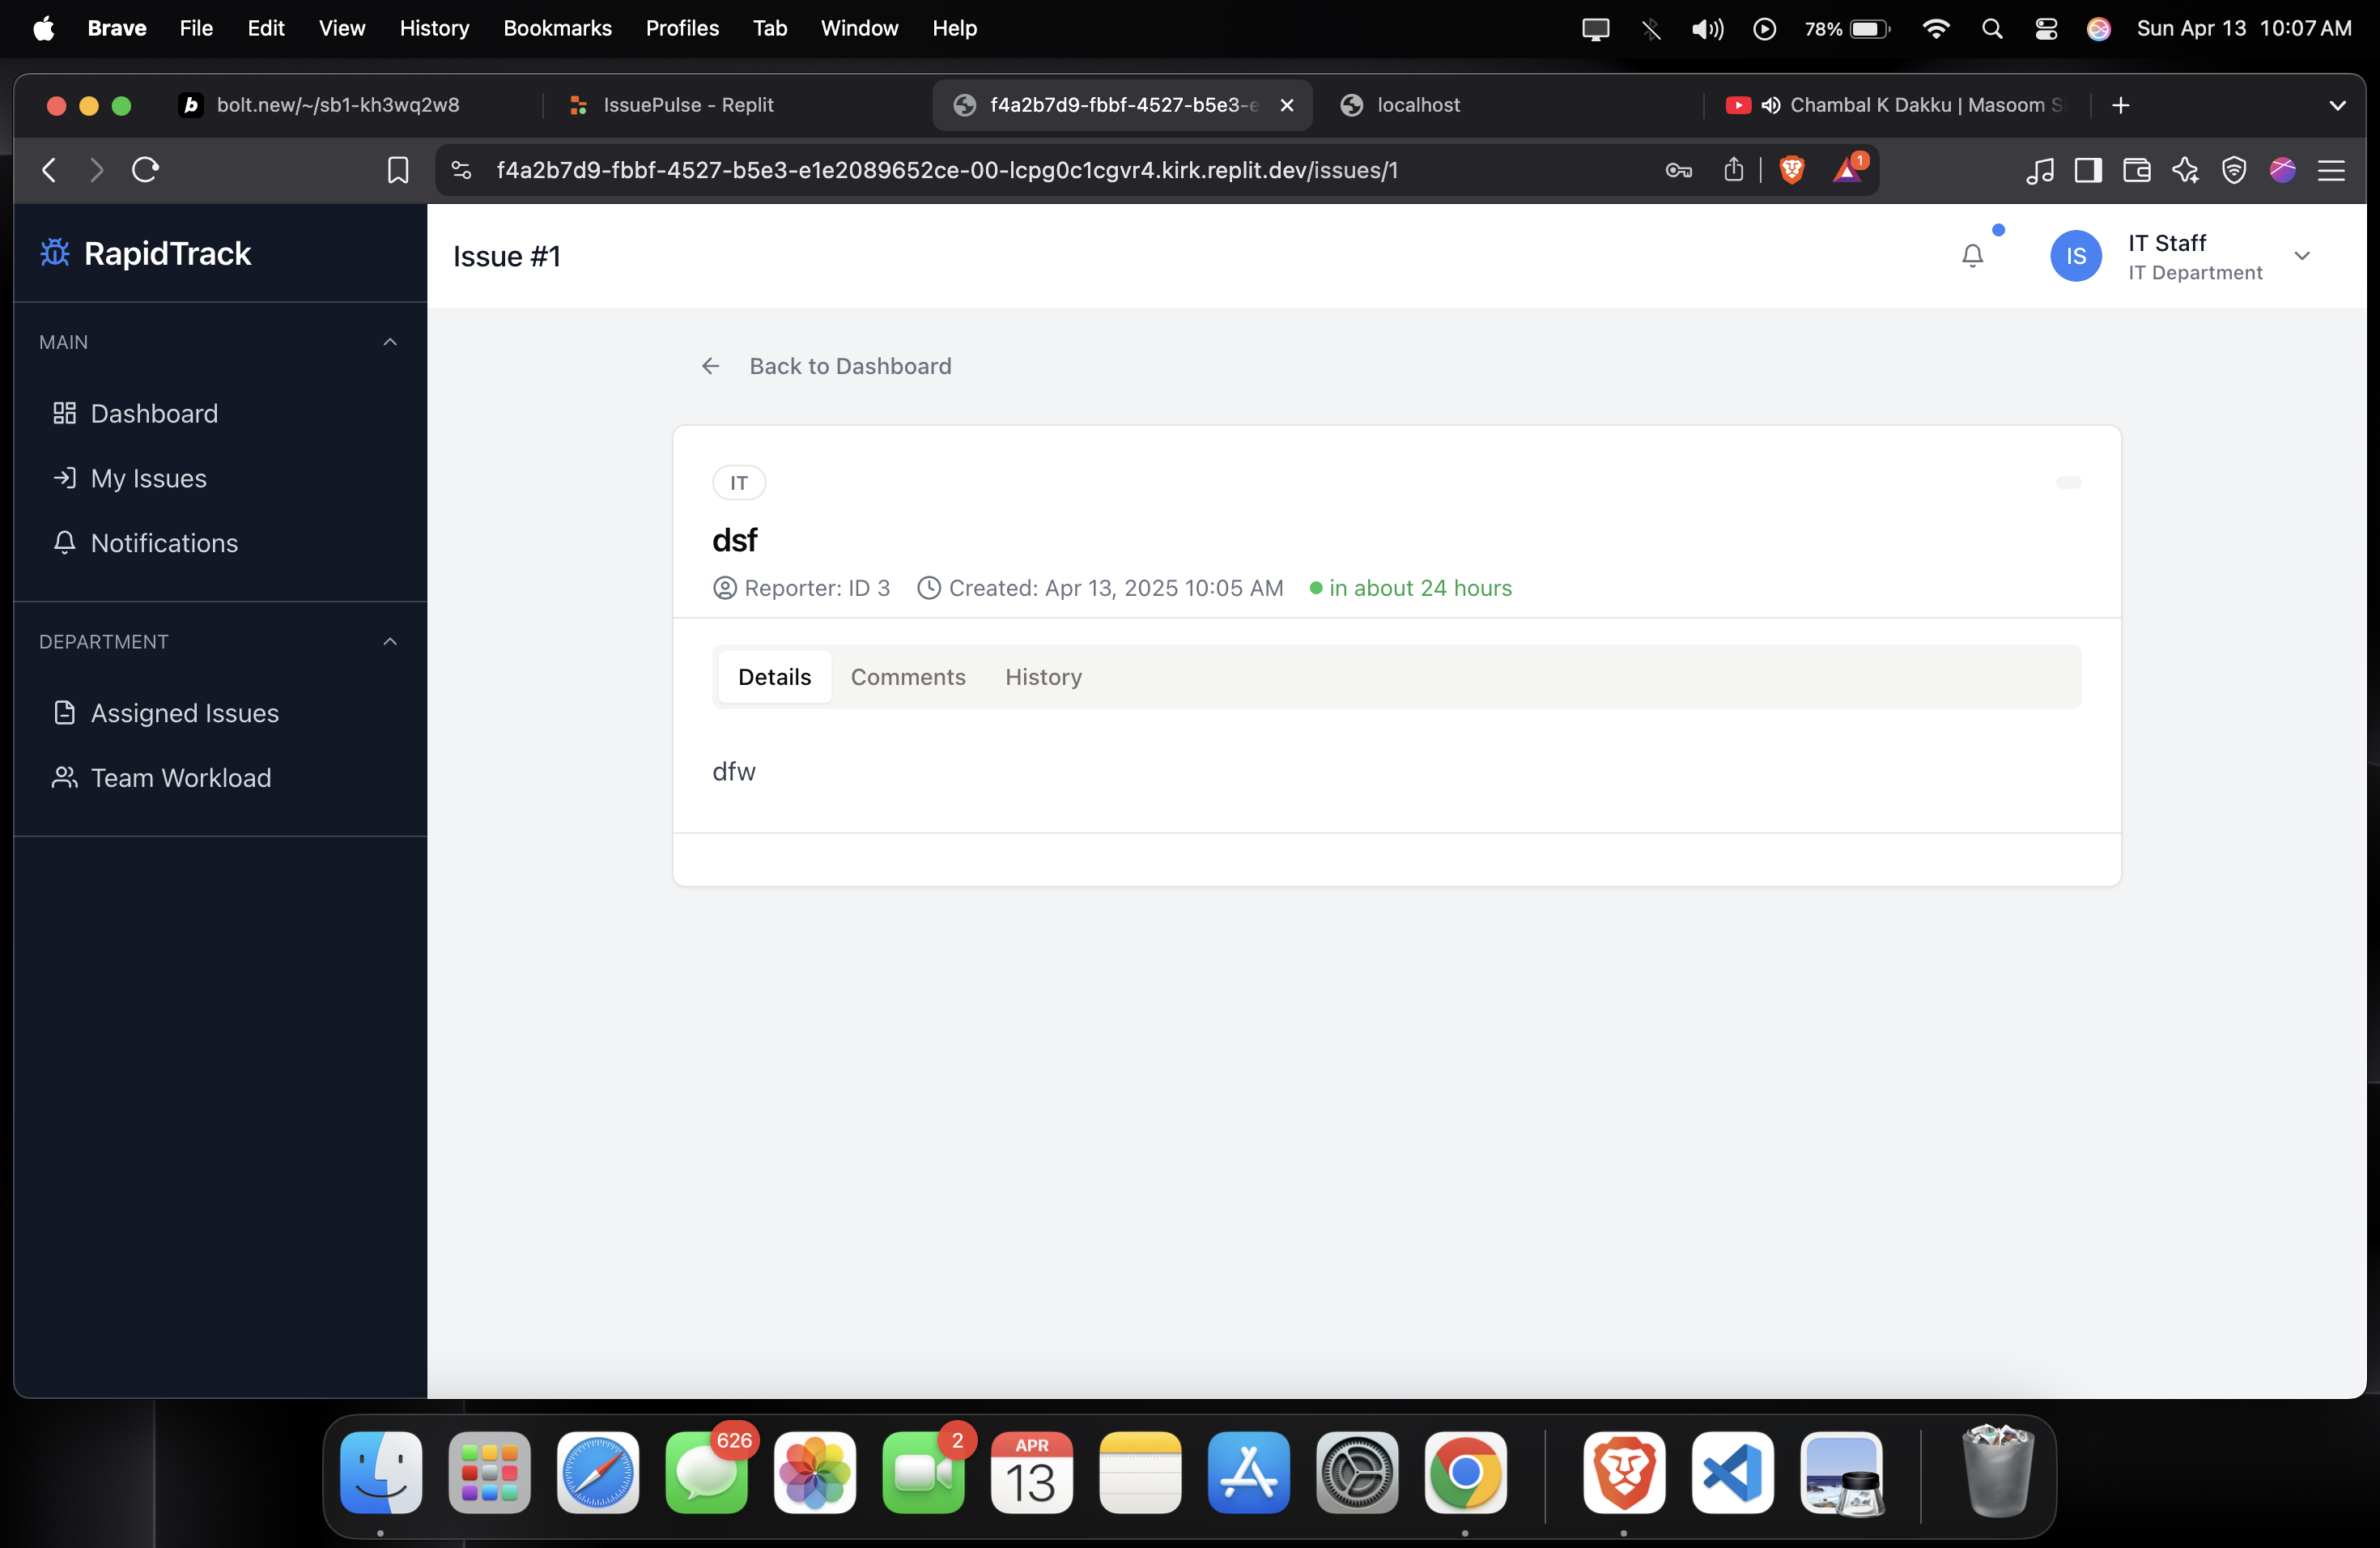 Brave File Edit View History Bookmarks Profiles Tab Window Help 78% Sun Apr 13 10:07 AM
bolt.new/~/sb1-kh3wq2w8 IssuePulse - Replit f4a2b7d9-fbbf-4527-b5e3-e localhost Chambal K Dakku | Masoom S
f4a2b7d9-fbbf-4527-b5e3-e1e2089652ce-00-lcpg0c1cgvr4.kirk.replit.dev/issues/1 1
RapidTrack
Issue #1
IS
IT Staff
IT Department
MAIN
Dashboard
My Issues
Notifications
DEPARTMENT
Assigned Issues
Team Workload
Back to Dashboard
IT
dsf
Reporter: ID 3 Created: Apr 13, 2025 10:05 AM in about 24 hours
Details Comments History
dfw
626 2 APR
13